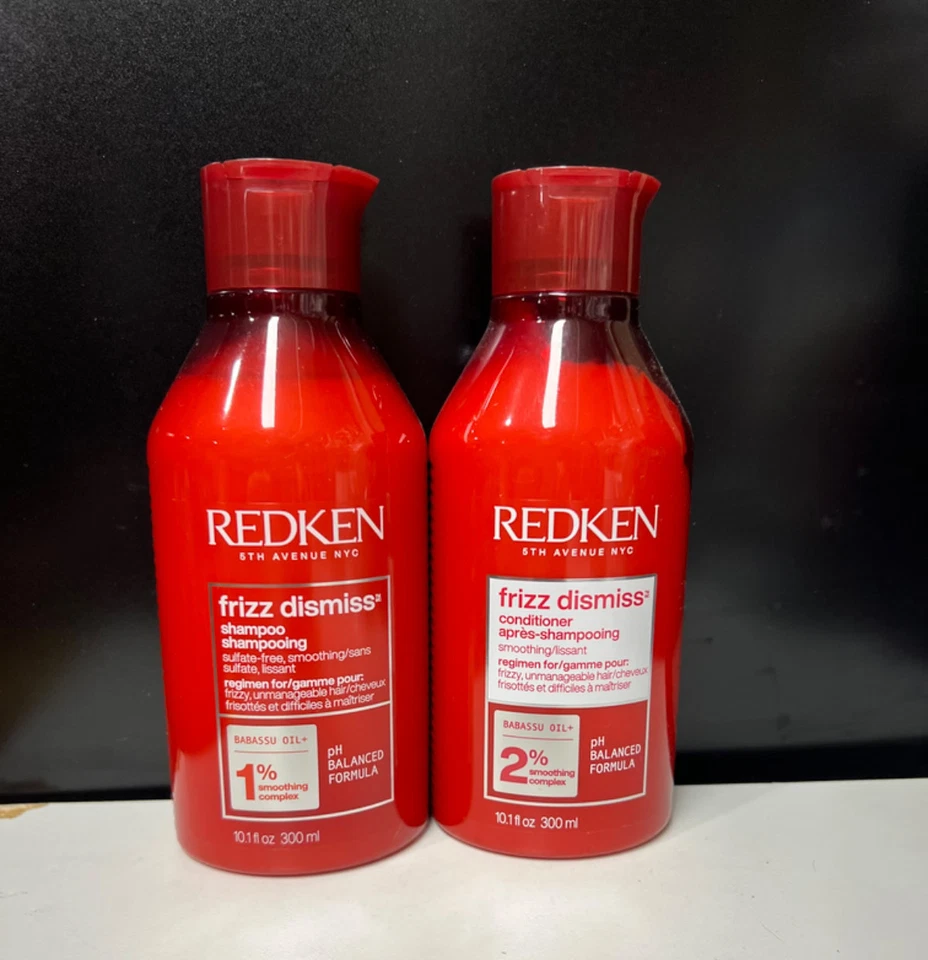 REDKEN
5TH AVENUE NYC
frizz dismiss
shampoo
shampooing
sulfate-free, smoothing/sans
sulfate, lissant
regimen for/gamme pour:
frizzy, unmanageable hair/cheveux
frisottés et difficiles à maîtriser
BABASSU OIL+
1%
smoothing
complex
pH
BALANCED
FORMULA
10.1 fl oz 300 ml
REDKEN
5TH AVENUE NYC
frizz dismiss
conditioner
après-shampooing
smoothing/lissant
regimen for/gamme pour:
frizzy, unmanageable hair/cheveux
frisottés et difficiles à maîtriser
BABASSU OIL+
2%
smoothing
complex
pH
BALANCED
FORMULA
10.1 fl oz 300 ml